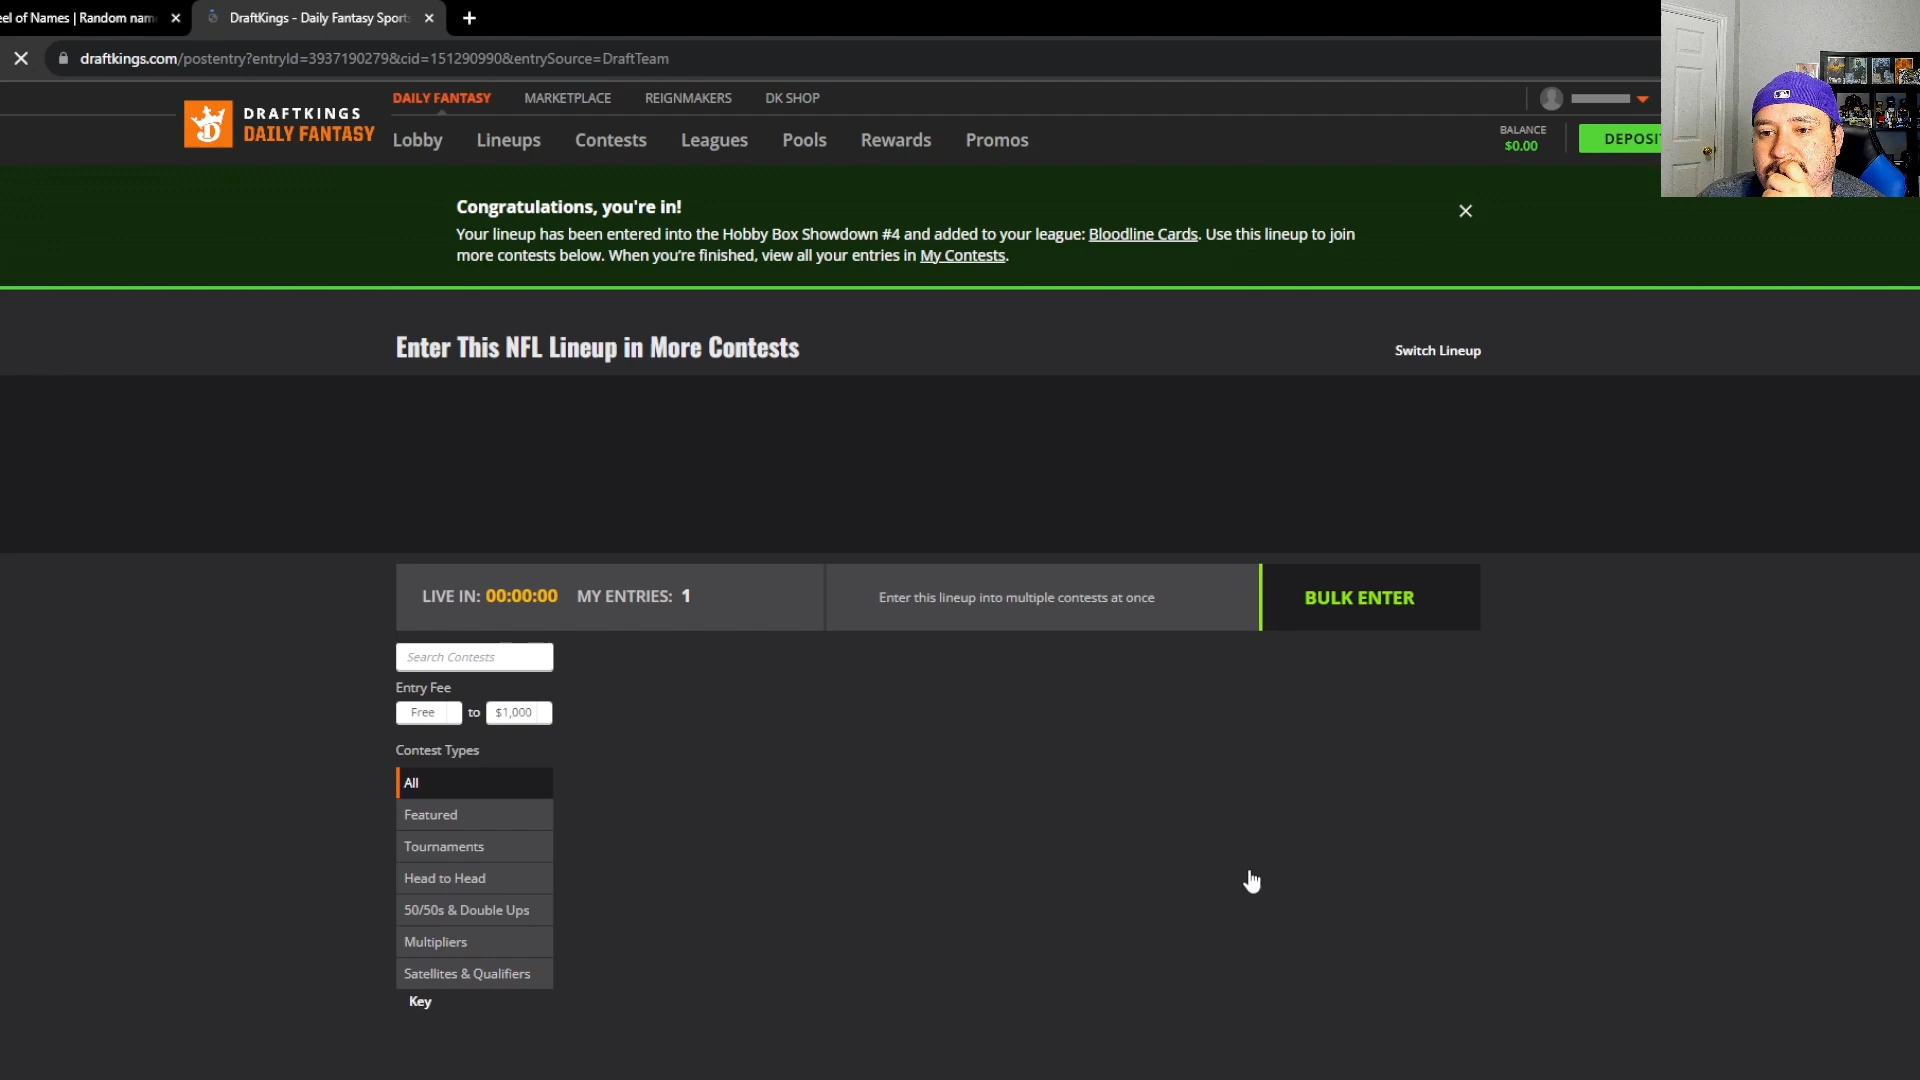 eel of Names | Random nam
DraftKings - Daily Fantasy Sports
draftkings.com/postentry?entryId=3937190279&cid=151290990&entrySource=DraftTeam
DRAFTKINGS
DAILY FANTASY
DAILY FANTASY MARKETPLACE REIGNMAKERS DK SHOP
Lobby Lineups Contests Leagues Pools Rewards Promos
BALANCE
$0.00
DEPOSI
Congratulations, you're in!
Your lineup has been entered into the Hobby Box Showdown #4 and added to your league: Bloodline Cards. Use this lineup to join
more contests below. When you're finished, view all your entries in My Contests.
Enter This NFL Lineup in More Contests
Switch Lineup
LIVE IN: 00:00:00 MY ENTRIES: 1
Enter this lineup into multiple contests at once
BULK ENTER
Search Contests
Entry Fee
Free to $1,000
Contest Types
All
Featured
Tournaments
Head to Head
50/50s & Double Ups
Multipliers
Satellites & Qualifiers
Key